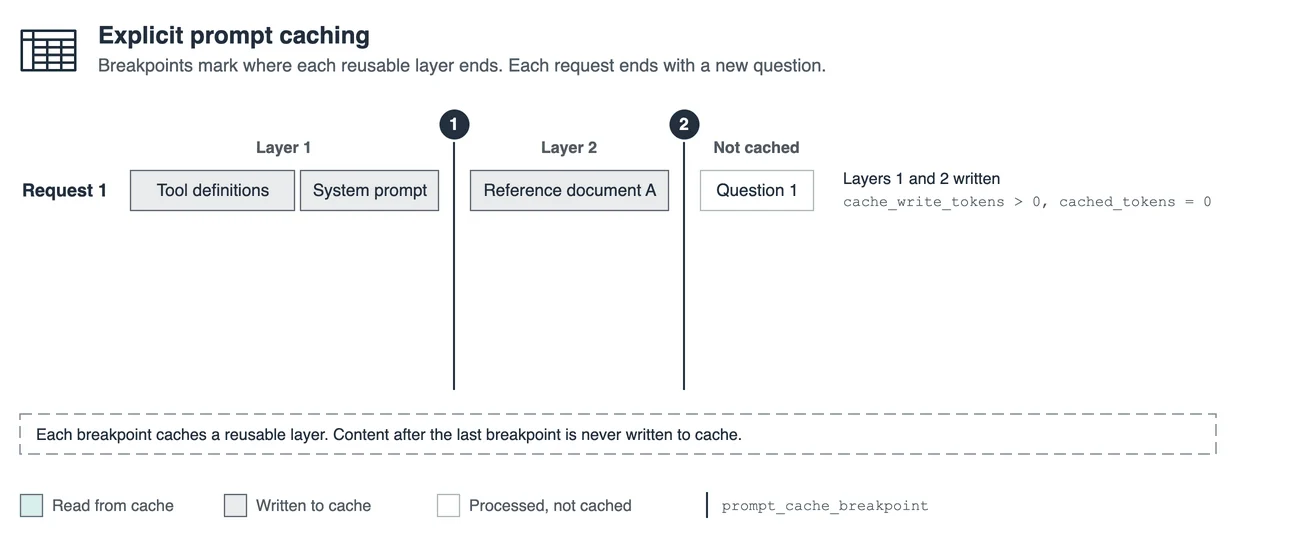 Explicit prompt caching
Breakpoints mark where each reusable layer ends. Each request ends with a new question.
1
2
Layer 1
Layer 2
Not cached
Request 1
Tool definitions
System prompt
Reference document A
Question 1
Layers 1 and 2 written
cache_write_tokens > 0, cached_tokens = 0
Each breakpoint caches a reusable layer. Content after the last breakpoint is never written to cache.
Read from cache
Written to cache
Processed, not cached
prompt_cache_breakpoint